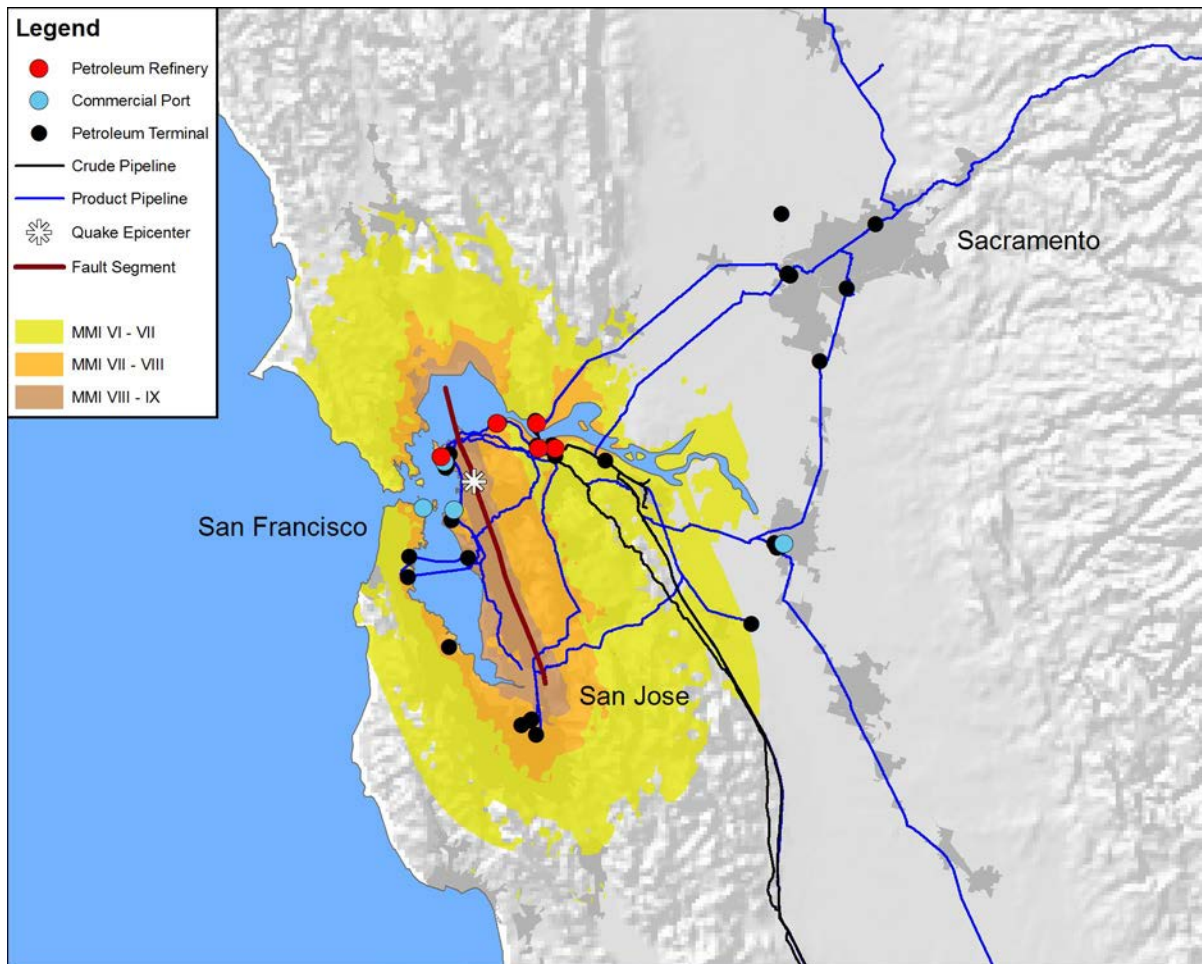 Legend
Petroleum Refinery
Commercial Port
Petroleum Terminal
Crude Pipeline
Product Pipeline
Quake Epicenter
Fault Segment
MMI VI - VII
MMI VII - VIII
MMI VIII - IX
Sacramento
San Francisco
San Jose